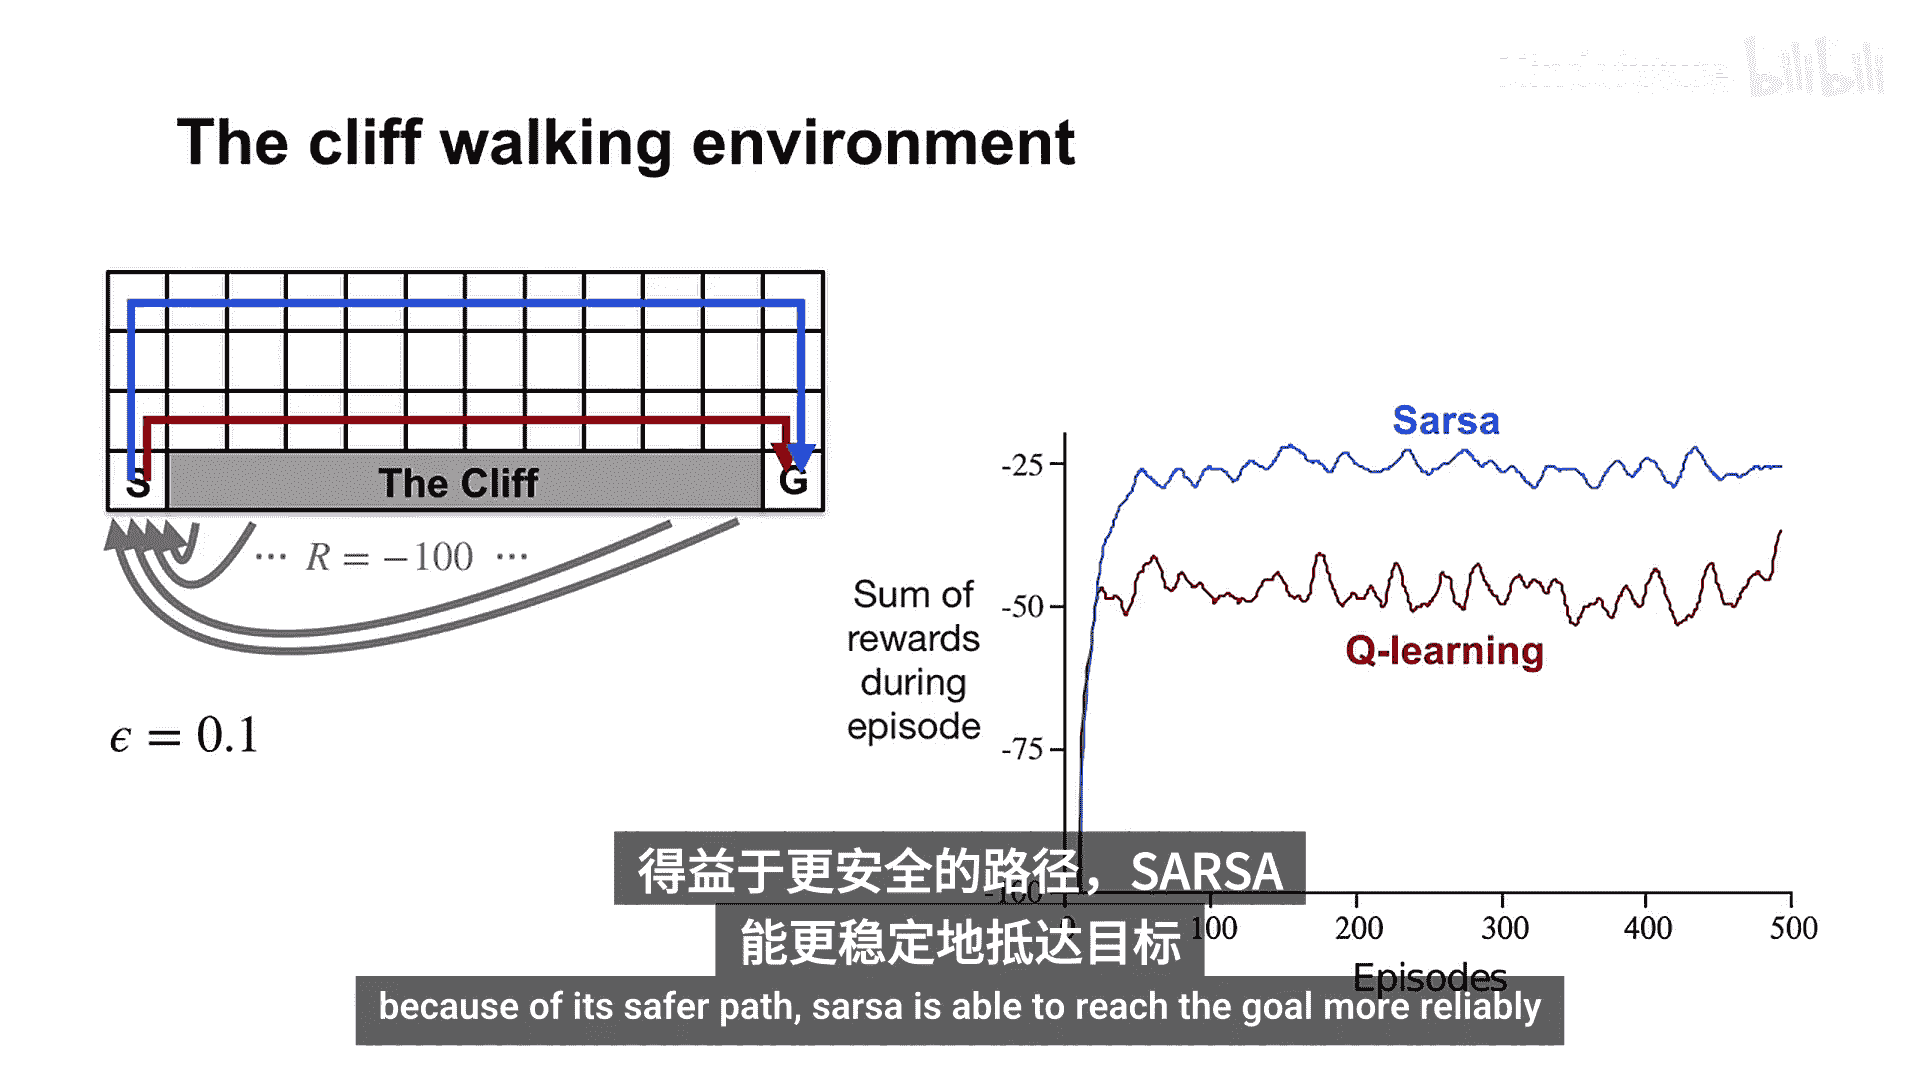 bilibili
The cliff walking environment
S
The Cliff
G
··· R = −100 ···
ϵ = 0.1
Sum of
rewards
during
episode
Sarsa
Q-learning
-25
-50
-75
-100
0
100
200
300
400
500
Episodes
得益于更安全的路径，SARSA
能更稳定地抵达目标
because of its safer path, sarsa is able to reach the goal more reliably